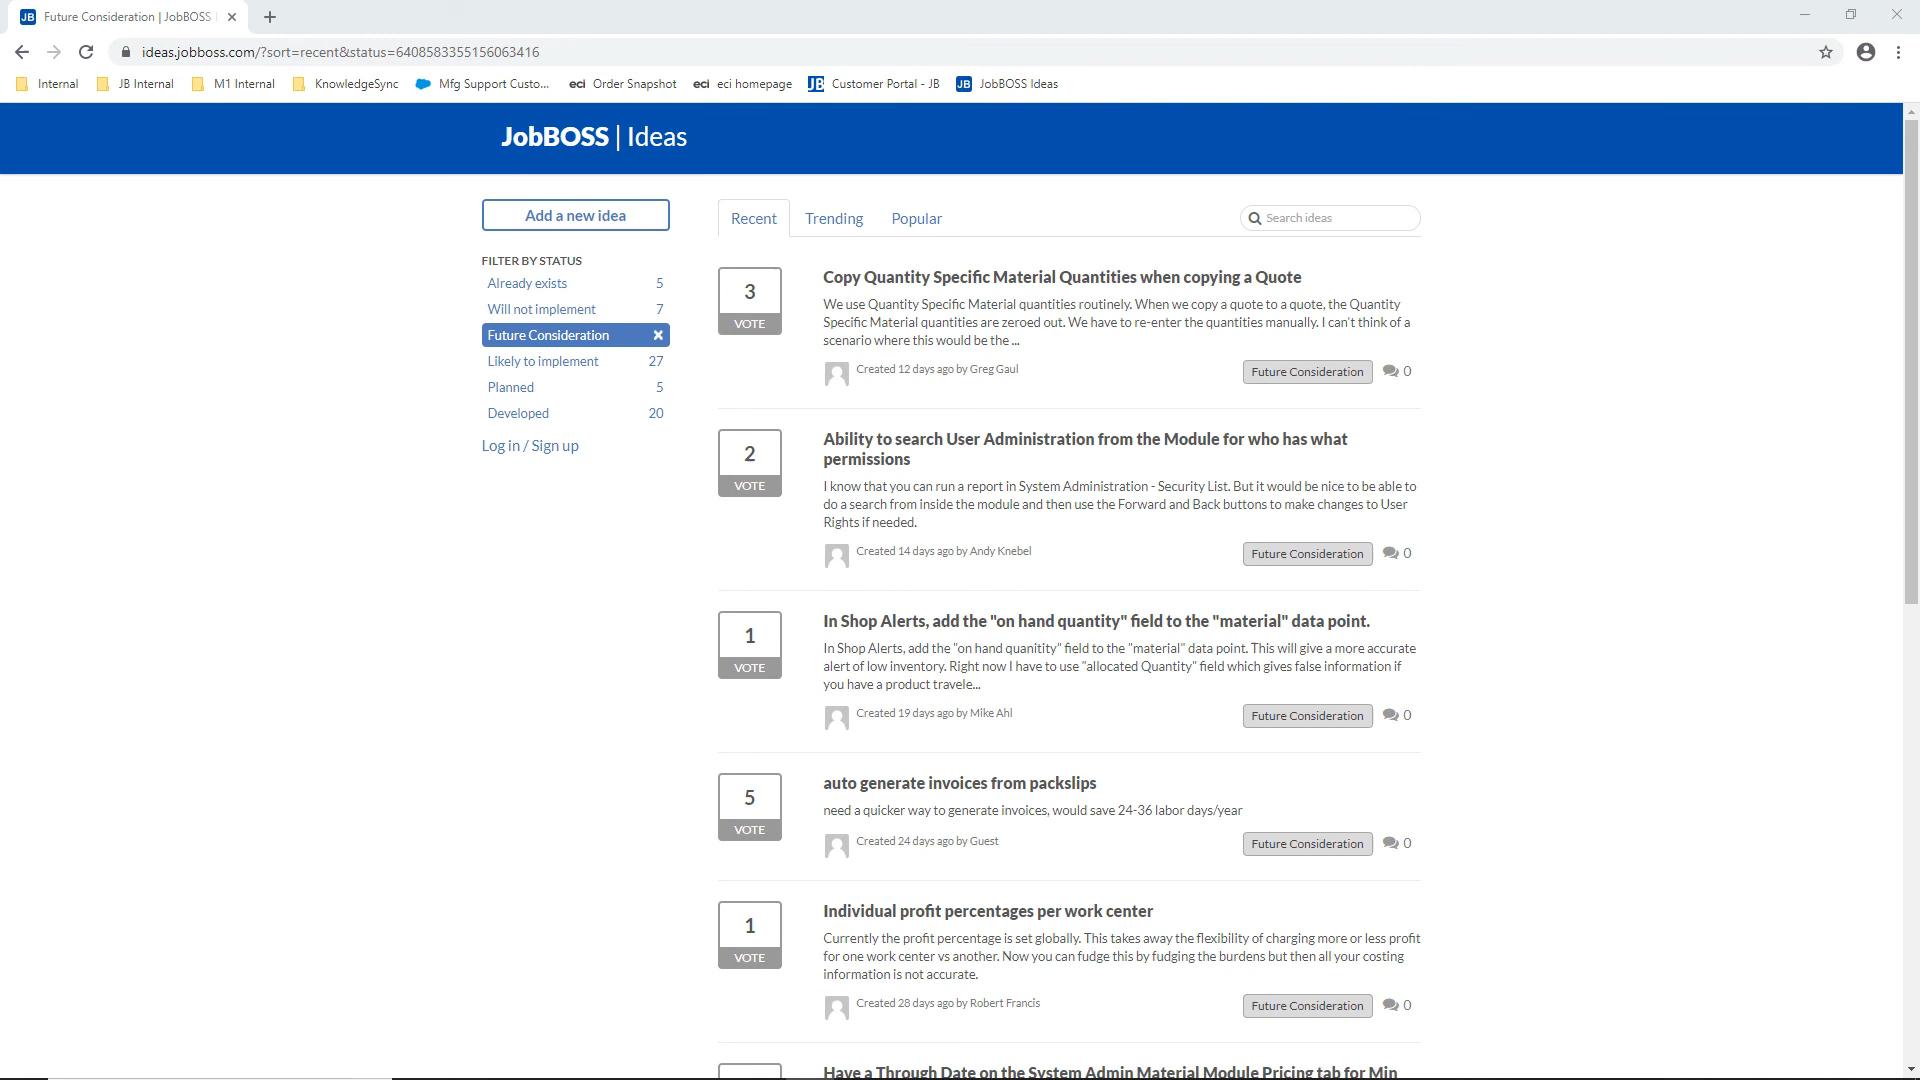 Future Consideration | JobBOSS
ideas.jobboss.com/?sort=recent&status=6408583355156063416
Internal
JB Internal
M1 Internal
KnowledgeSync
Mfg Support Custo...
eci Order Snapshot
eci eci homepage
JB Customer Portal - JB
JB JobBOSS Ideas
JobBOSS | Ideas
Add a new idea
FILTER BY STATUS
Already exists 5
Will not implement 7
Future Consideration
Likely to implement 27
Planned 5
Developed 20
Log in / Sign up
Recent Trending Popular
Search ideas
3
VOTE
Copy Quantity Specific Material Quantities when copying a Quote
We use Quantity Specific Material quantities routinely. When we copy a quote to a quote, the Quantity
Specific Material quantities are zeroed out. We have to re-enter the quantities manually. I can't think of a
scenario where this would be the ...
Created 12 days ago by Greg Gaul
Future Consideration 0
2
VOTE
Ability to search User Administration from the Module for who has what
permissions
I know that you can run a report in System Administration - Security List. But it would be nice to be able to
do a search from inside the module and then use the Forward and Back buttons to make changes to User
Rights if needed.
Created 14 days ago by Andy Knebel
Future Consideration 0
1
VOTE
In Shop Alerts, add the "on hand quantity" field to the "material" data point.
In Shop Alerts, add the "on hand quanitity" field to the "material" data point. This will give a more accurate
alert of low inventory. Right now I have to use "allocated Quantity" field which gives false information if
you have a product travele...
Created 19 days ago by Mike Ahl
Future Consideration 0
5
VOTE
auto generate invoices from packslips
need a quicker way to generate invoices, would save 24-36 labor days/year
Created 24 days ago by Guest
Future Consideration 0
1
VOTE
Individual profit percentages per work center
Currently the profit percentage is set globally. This takes away the flexibility of charging more or less profit
for one work center vs another. Now you can fudge this by fudging the burdens but then all your costing
information is not accurate.
Created 28 days ago by Robert Francis
Future Consideration 0
Have a Through Date on the System Admin Material Module Pricing tab for Min